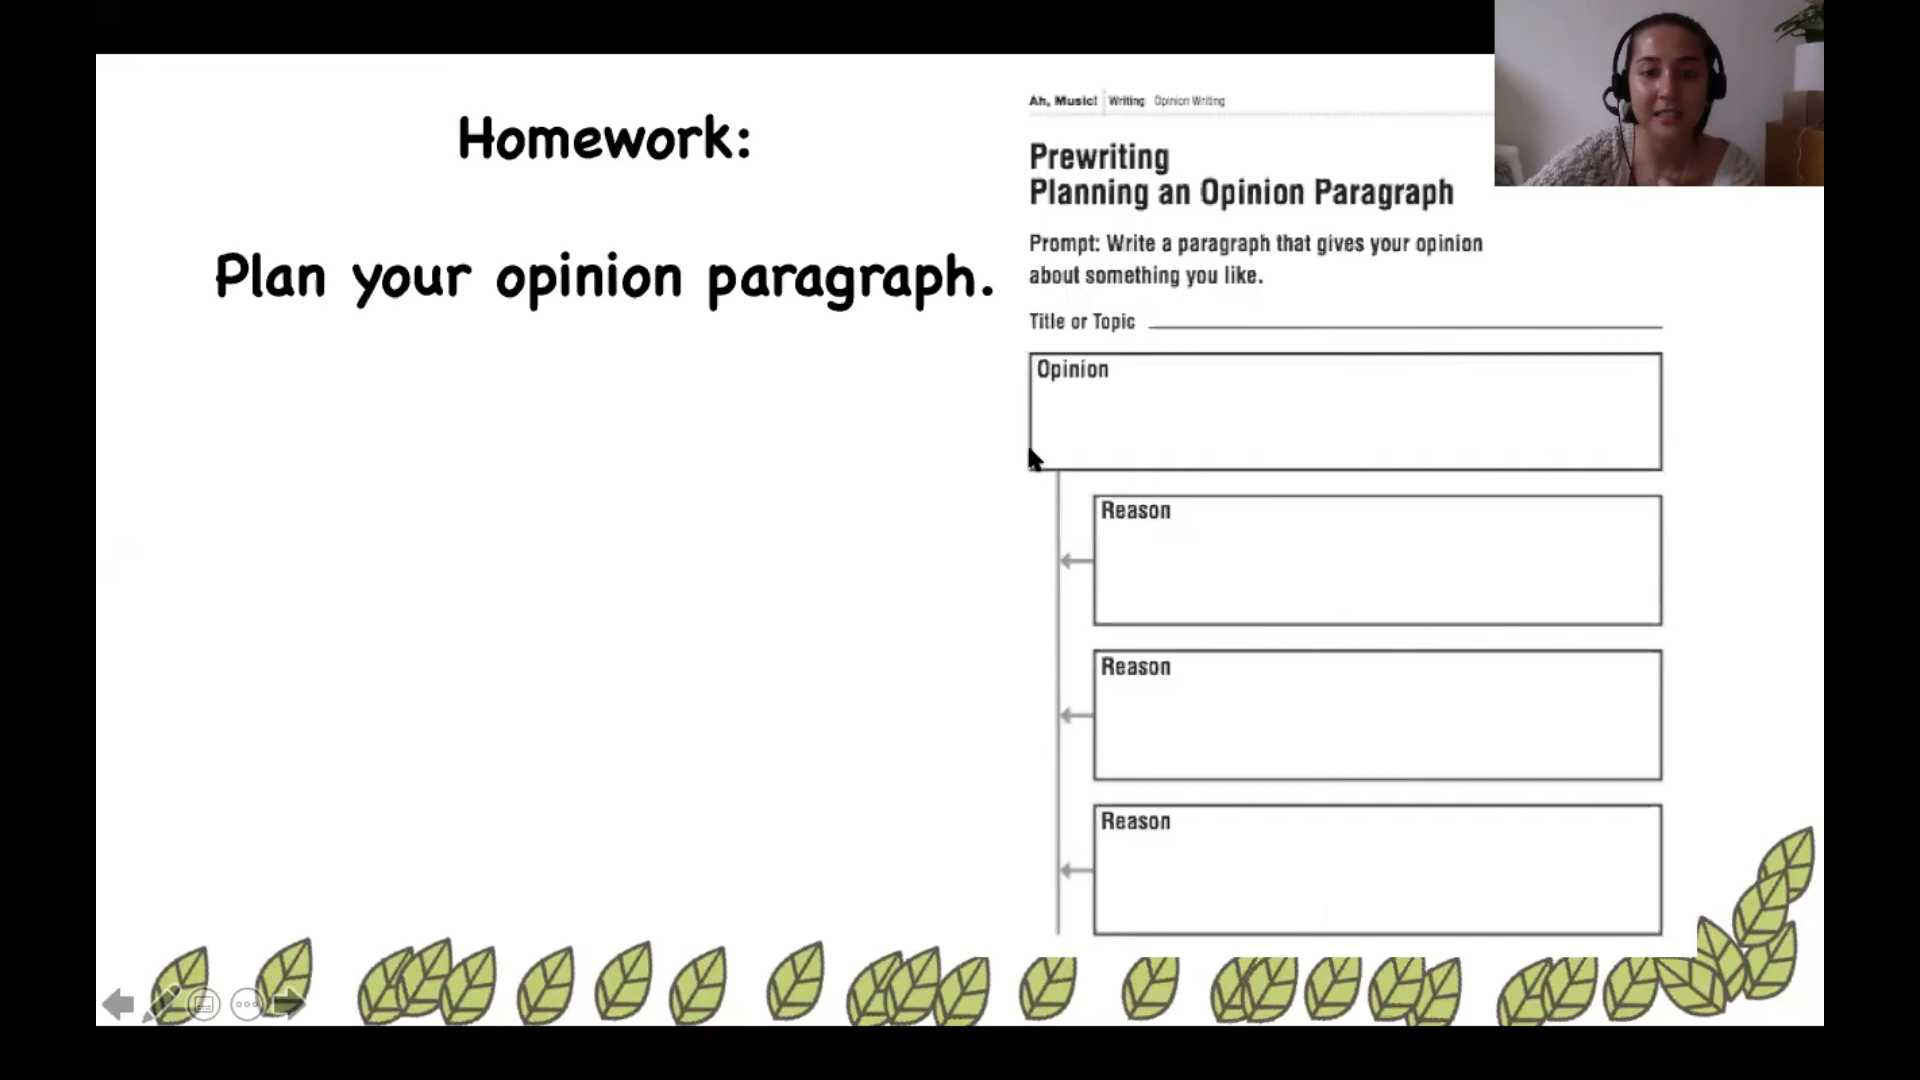 Homework:
Plan your opinion paragraph.
Ah, Music! Writing Opinion Writing
Prewriting
Planning an Opinion Paragraph
Prompt: Write a paragraph that gives your opinion
about something you like.
Title or Topic
Opinion
Reason
Reason
Reason